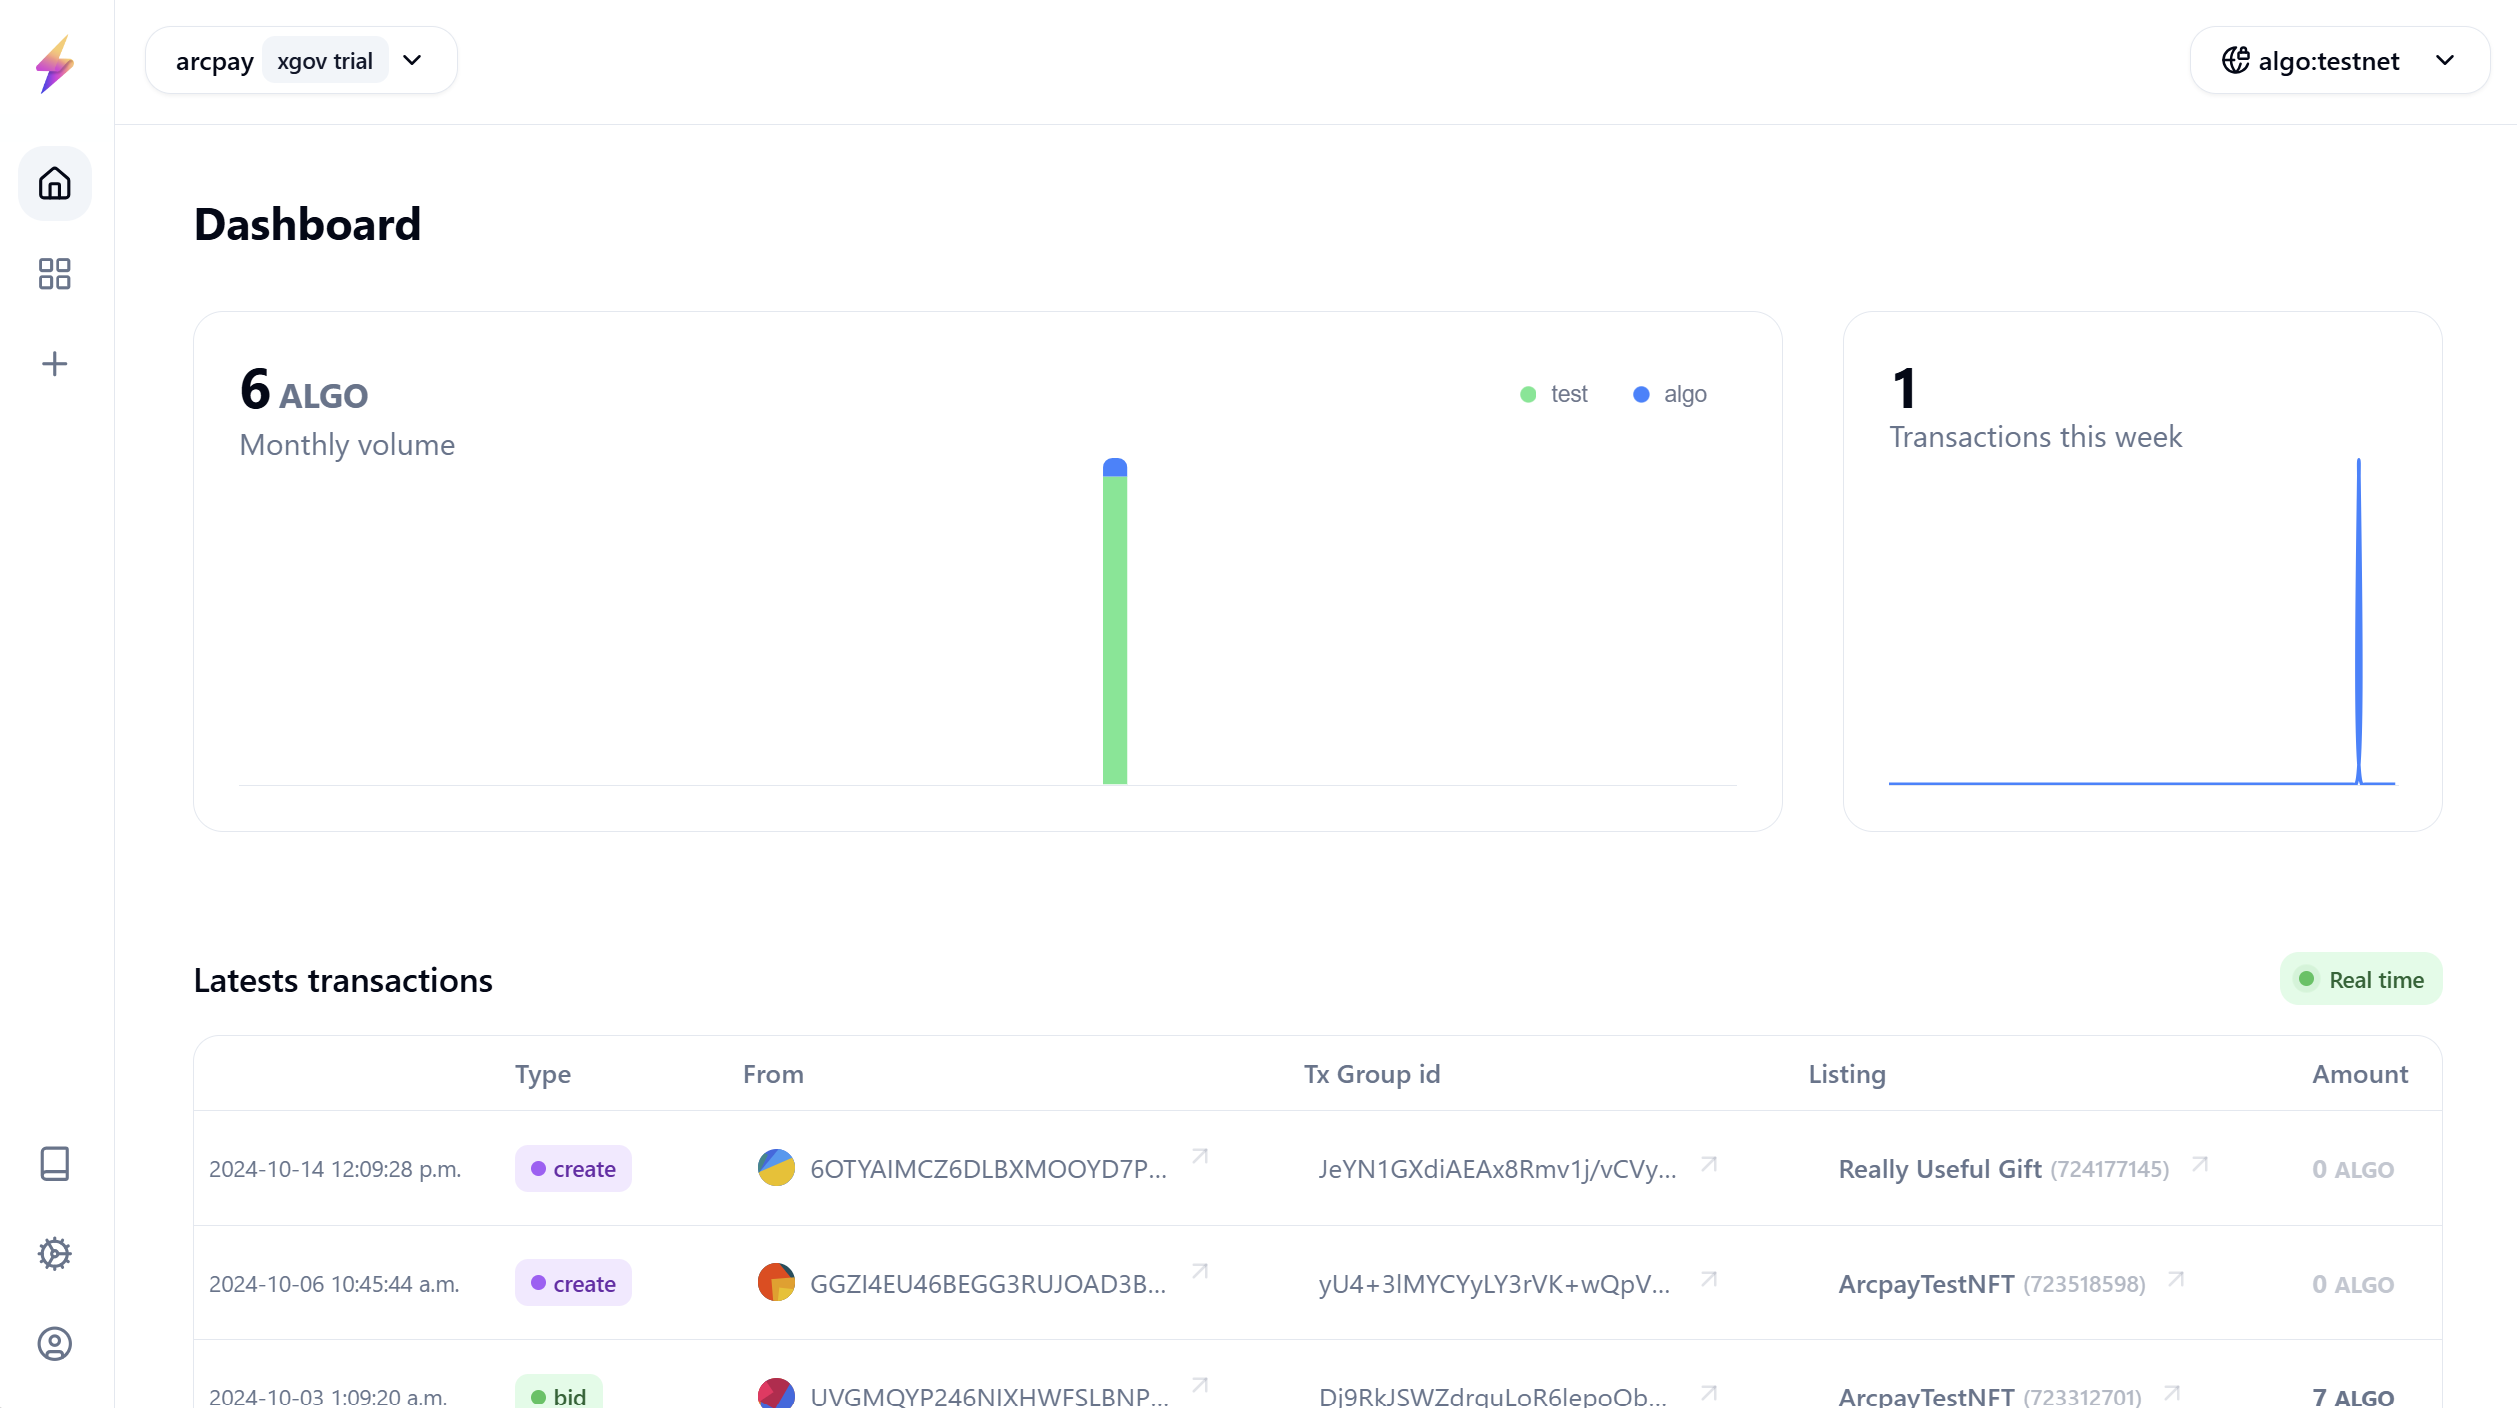 arcpay xgov trial
algo:testnet
Dashboard
6 ALGO
Monthly volume
test algo
1
Transactions this week
Latests transactions
Real time
Type From Tx Group id Listing Amount
2024-10-14 12:09:28 p.m. create 6OTYAIMCZ6DLBXMOOYD7P... JeYN1GXdiAEAx8Rmv1j/vCVy... Really Useful Gift (724177145) 0 ALGO
2024-10-06 10:45:44 a.m. create GGZI4EU46BEGG3RUJOAD3B... yU4+3lMYCYyLY3rVK+wQpV... ArcpayTestNFT (723518598) 0 ALGO
2024-10-03 1:09:20 a.m. bid UVGMQYP246NIXHWFSLBNP... Dj9RkJSWZdrquLoR6lepoOb... ArcpayTestNFT (723312701) 7 ALGO